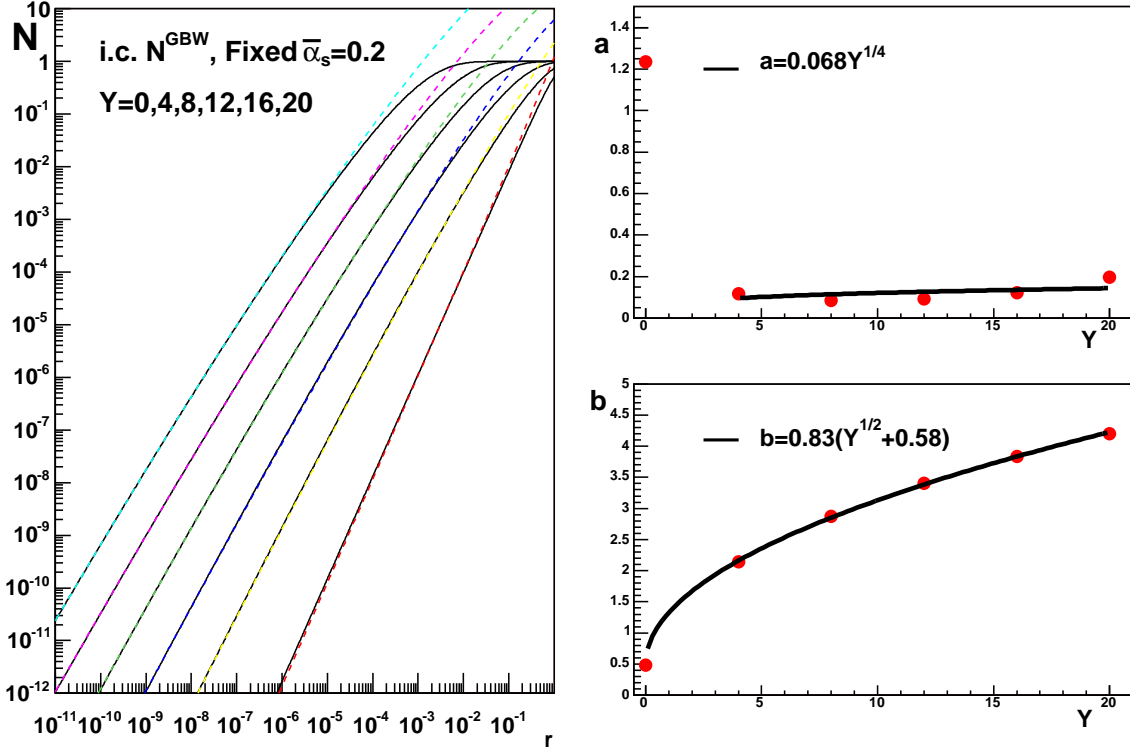 N
i.c. N^GBW, Fixed α̅_s=0.2
Y=0,4,8,12,16,20
10
1
10^-1
10^-2
10^-3
10^-4
10^-5
10^-6
10^-7
10^-8
10^-9
10^-10
10^-11
10^-12
10^-11 10^-10 10^-9 10^-8 10^-7 10^-6 10^-5 10^-4 10^-3 10^-2 10^-1
r
a
a=0.068Y^1/4
1.4
1.2
1
0.8
0.6
0.4
0.2
0
0 5 10 15 20
Y
b
b=0.83(Y^1/2+0.58)
5
4.5
4
3.5
3
2.5
2
1.5
1
0.5
0
0 5 10 15 20
Y